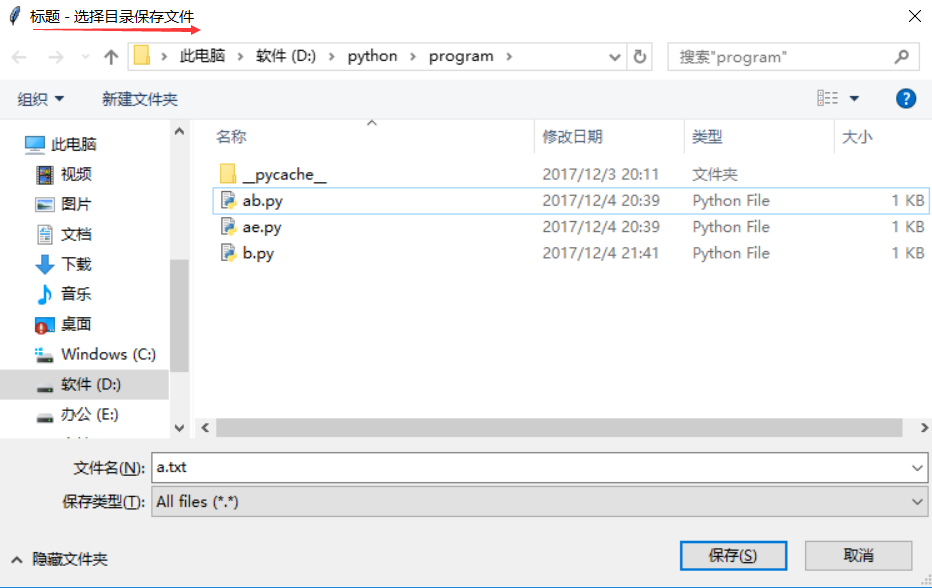 标题 - 选择目录保存文件
此电脑 软件 (D:) python program
搜索"program"
组织 新建文件夹
此电脑
视频
图片
文档
下载
音乐
桌面
Windows (C:)
软件 (D:)
办公 (E:)
名称 修改日期 类型 大小
__pycache__ 2017/12/3 20:11 文件夹
ab.py 2017/12/4 20:39 Python File 1 KB
ae.py 2017/12/4 20:39 Python File 1 KB
b.py 2017/12/4 21:41 Python File 1 KB
文件名(N): a.txt
保存类型(T): All files (*.*)
隐藏文件夹 保存(S) 取消